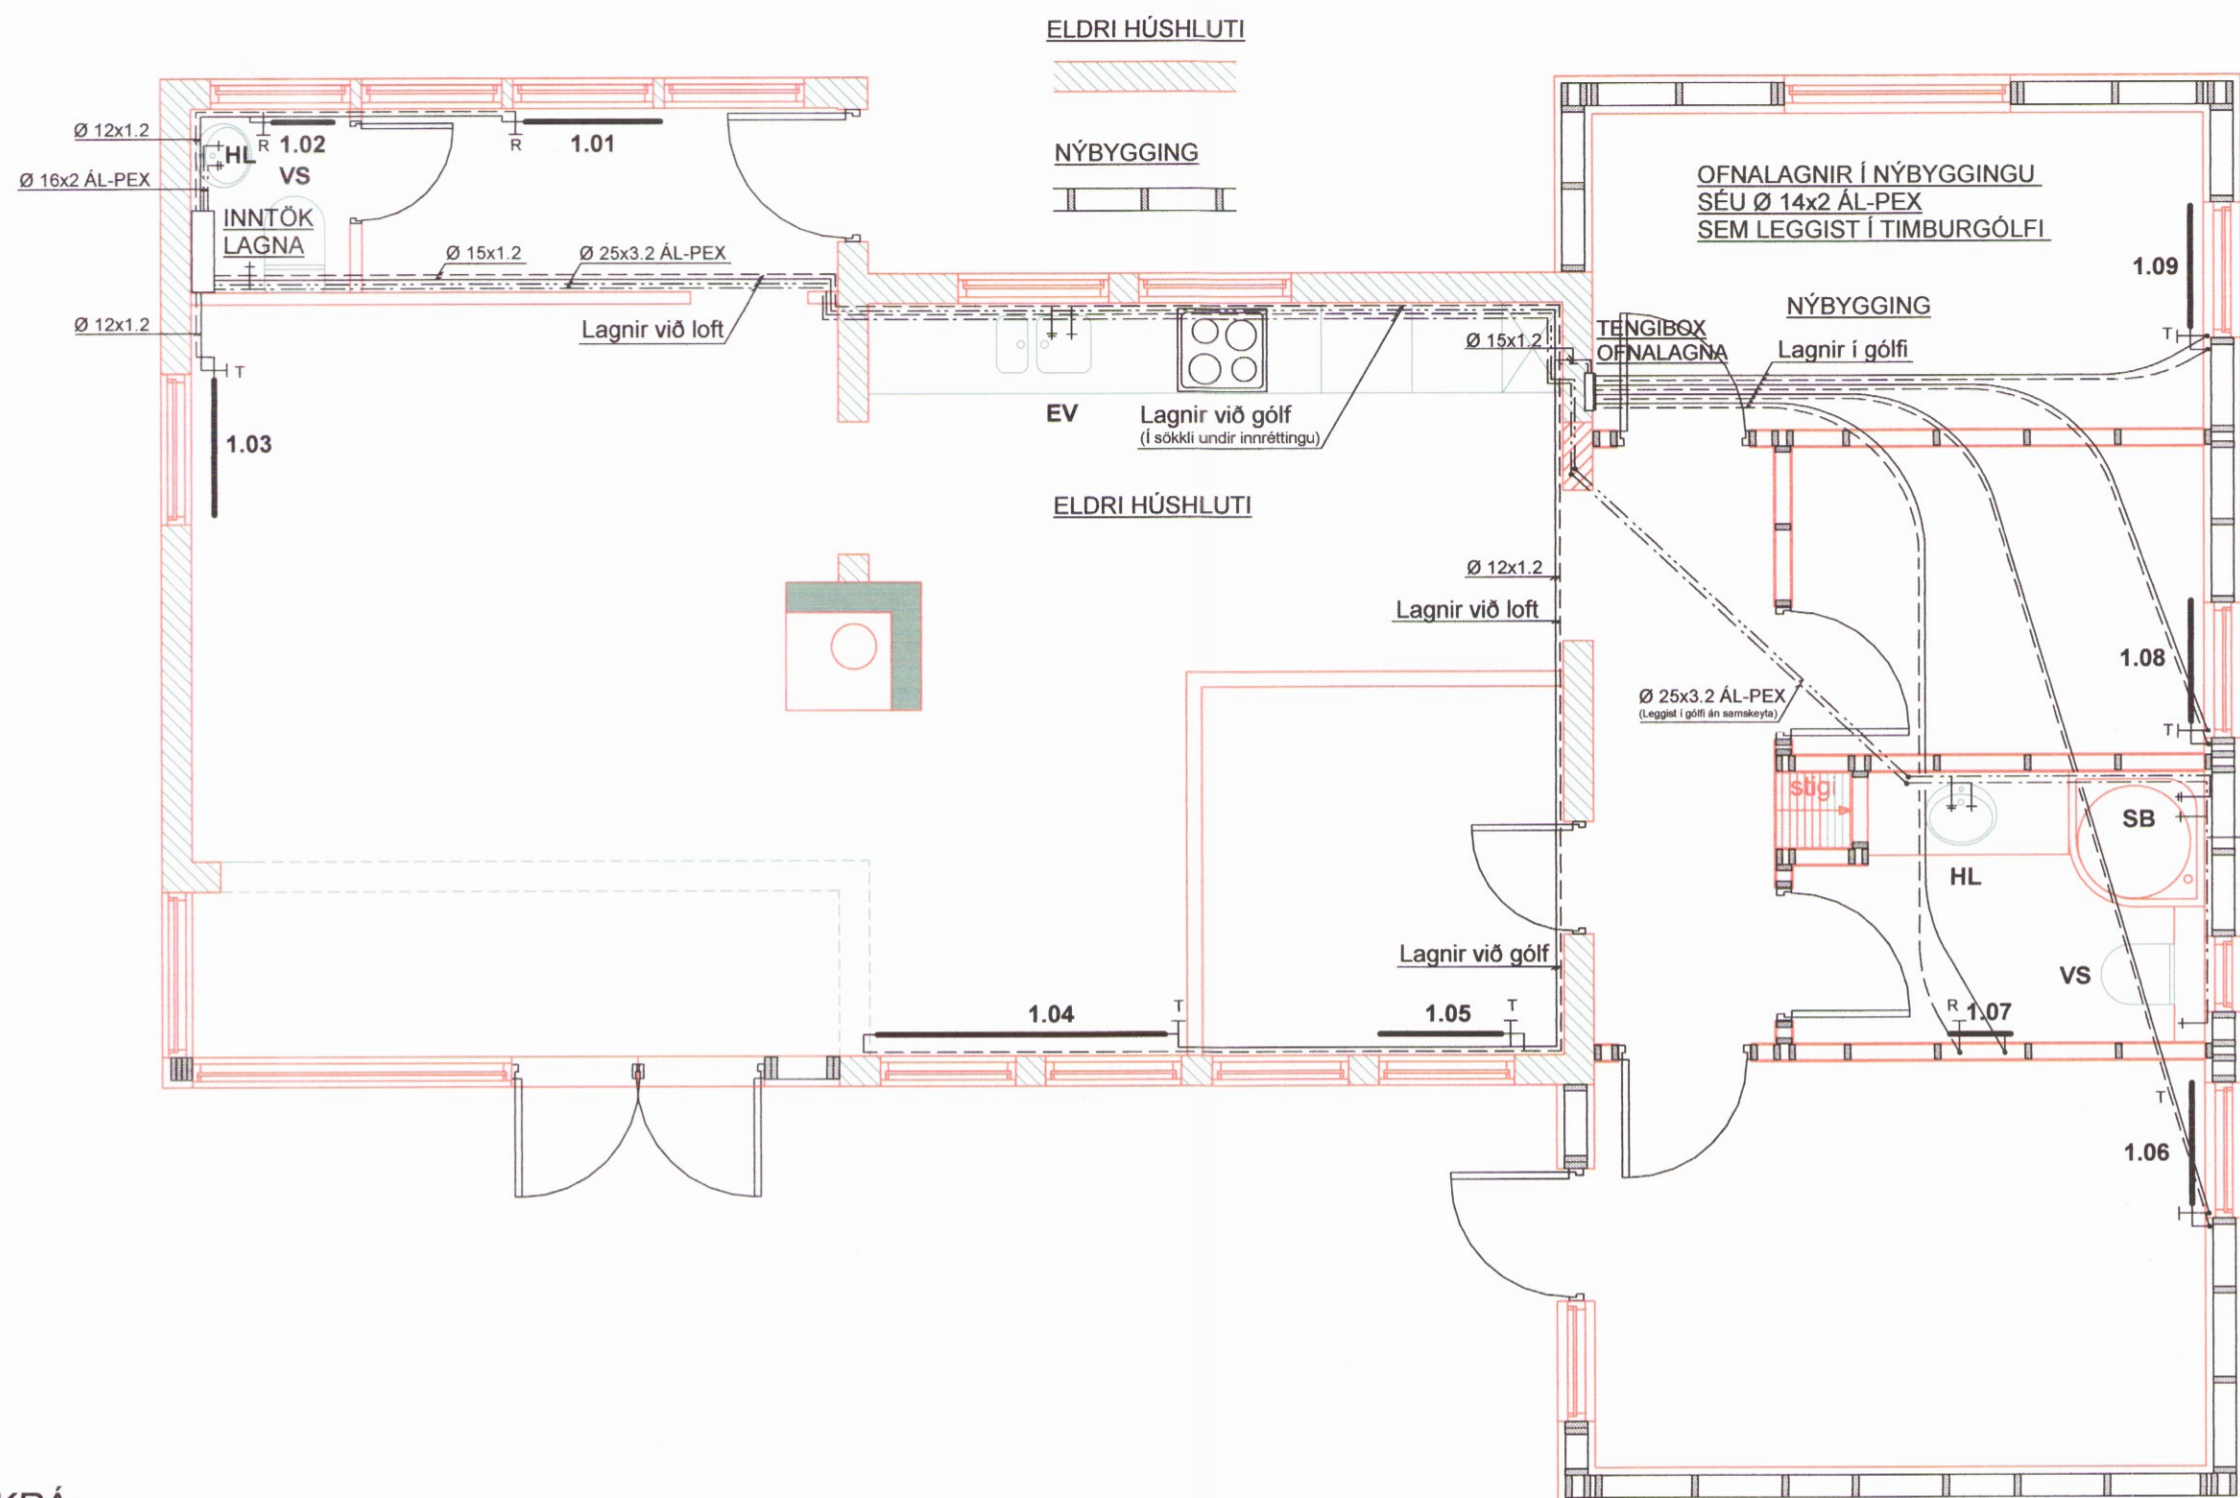 ELDRI HÚSHLUTI
NÝBYGGING
Ø 12x1.2
Ø 16x2 ÁL-PEX
HL
R
1.02
VS
R
1.01
INNTÖK
LAGNA
Ø 15x1.2
Ø 25x3.2 ÁL-PEX
Ø 12x1.2
Lagnir við loft
T
1.03
EV
Lagnir við gólf
(Í sökkli undir innréttingu)
Ø 15x1.2
TENGIBOX
OFNALAGNA
OFNALAGNIR Í NÝBYGGINGU
SÉU Ø 14x2 ÁL-PEX
SEM LEGGIST Í TIMBURGÓLFI
1.09
NÝBYGGING
T
Lagnir í gólfi
ELDRI HÚSHLUTI
Ø 12x1.2
Lagnir við loft
1.08
Ø 25x3.2 ÁL-PEX
(Leggist í gólfi án samskeyta)
T
stigi
SB
HL
Lagnir við gólf
VS
T
1.04
T
1.05
R
1.07
T
1.06